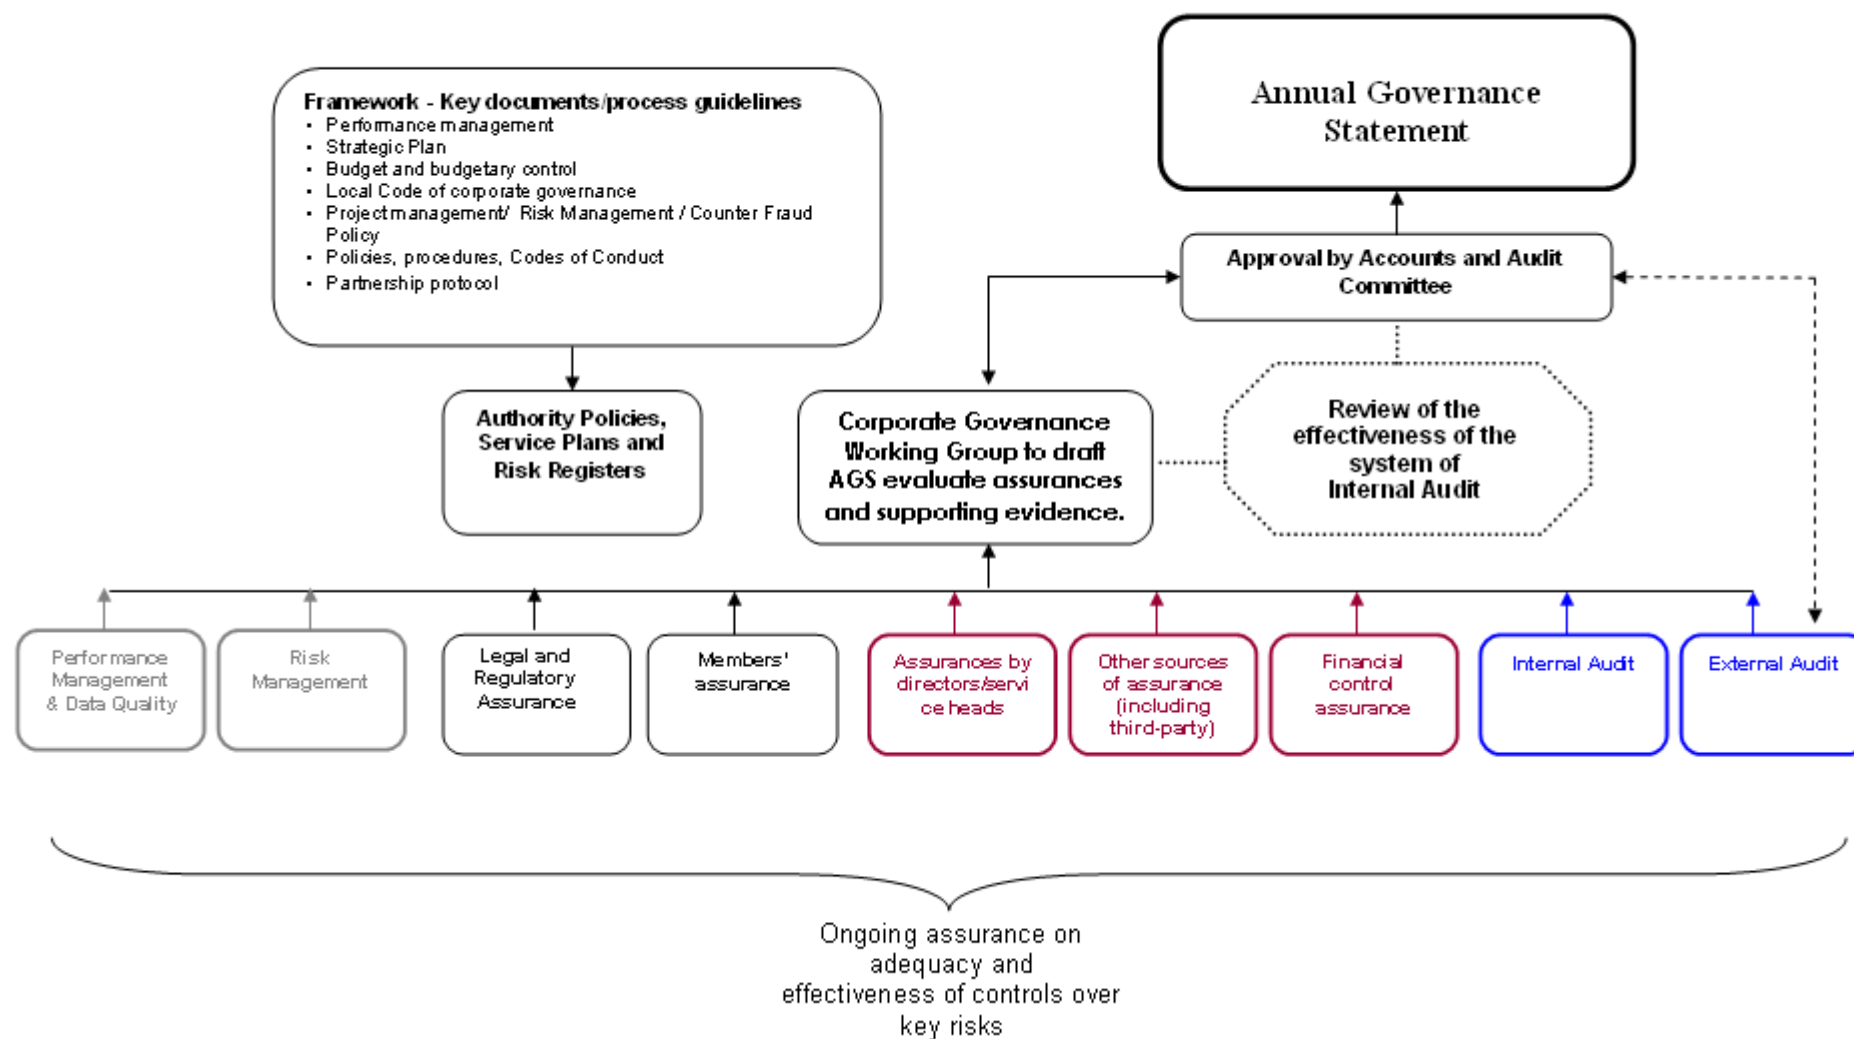 Annual Governance
Statement
Framework - Key documents/process guidelines
• Performance management
• Strategic Plan
• Budget and budgetary control
• Local Code of corporate governance
• Project management/ Risk Management / Counter Fraud
Policy
• Policies, procedures, Codes of Conduct
• Partnership protocol
Approval by Accounts and Audit
Committee
Authority Policies,
Service Plans and
Risk Registers
Corporate Governance
Working Group to draft
AGS evaluate assurances
and supporting evidence.
Review of the
effectiveness of the
system of
Internal Audit
Performance
Management
& Data Quality
Risk
Management
Legal and
Regulatory
Assurance
Members'
assurance
Assurances by
directors/servi
ce heads
Other sources
of assurance
(including
third-party)
Financial
control
assurance
Internal Audit
External Audit
Ongoing assurance on
adequacy and
effectiveness of controls over
key risks